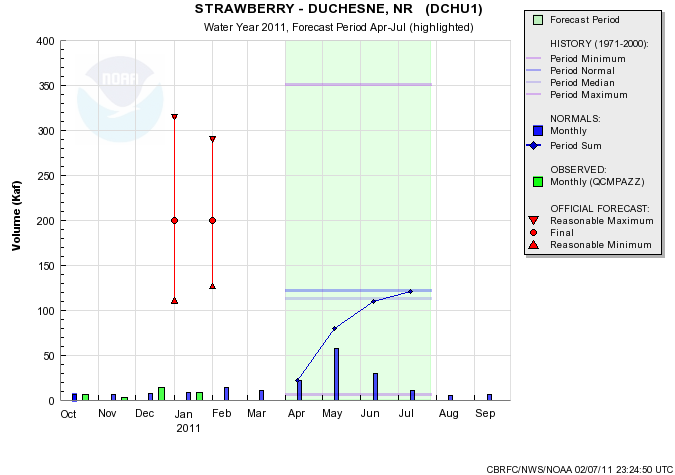 STRAWBERRY - DUCHESNE, NR (DCHU1)
Water Year 2011, Forecast Period Apr-Jul (highlighted)
Volume (Kaf)
400
350
300
250
200
150
100
50
0
NOAA
Oct Nov Dec Jan Feb Mar Apr May Jun Jul Aug Sep
2011
Forecast Period
HISTORY (1971-2000):
Period Minimum
Period Normal
Period Median
Period Maximum
NORMALS:
Monthly
Period Sum
OBSERVED:
Monthly (QCMPAZZ)
OFFICIAL FORECAST:
Reasonable Maximum
Final
Reasonable Minimum
CBRFC/NWS/NOAA 02/07/11 23:24:50 UTC